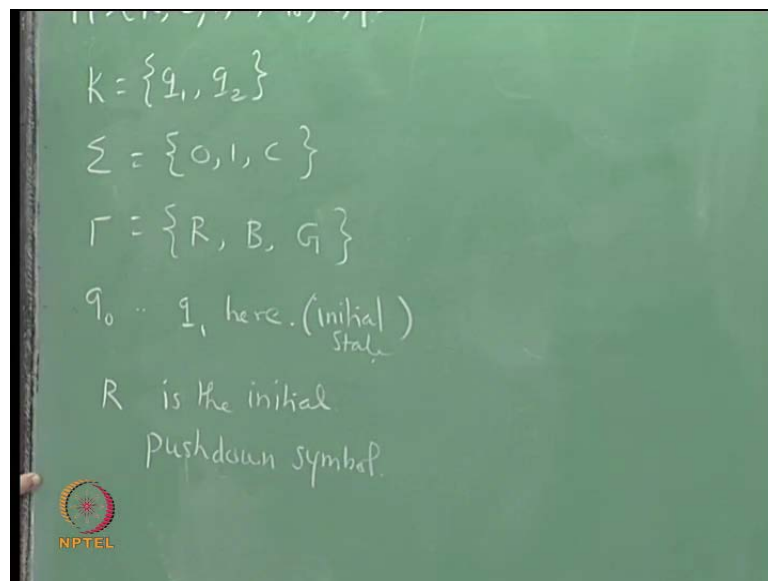 K = {q₁, q₂}
Σ = {0, 1, C}
Γ = {R, B, G}
q₀ .. q₁ here. (initial
state)
R is the initial
pushdown symbol.
NPTEL